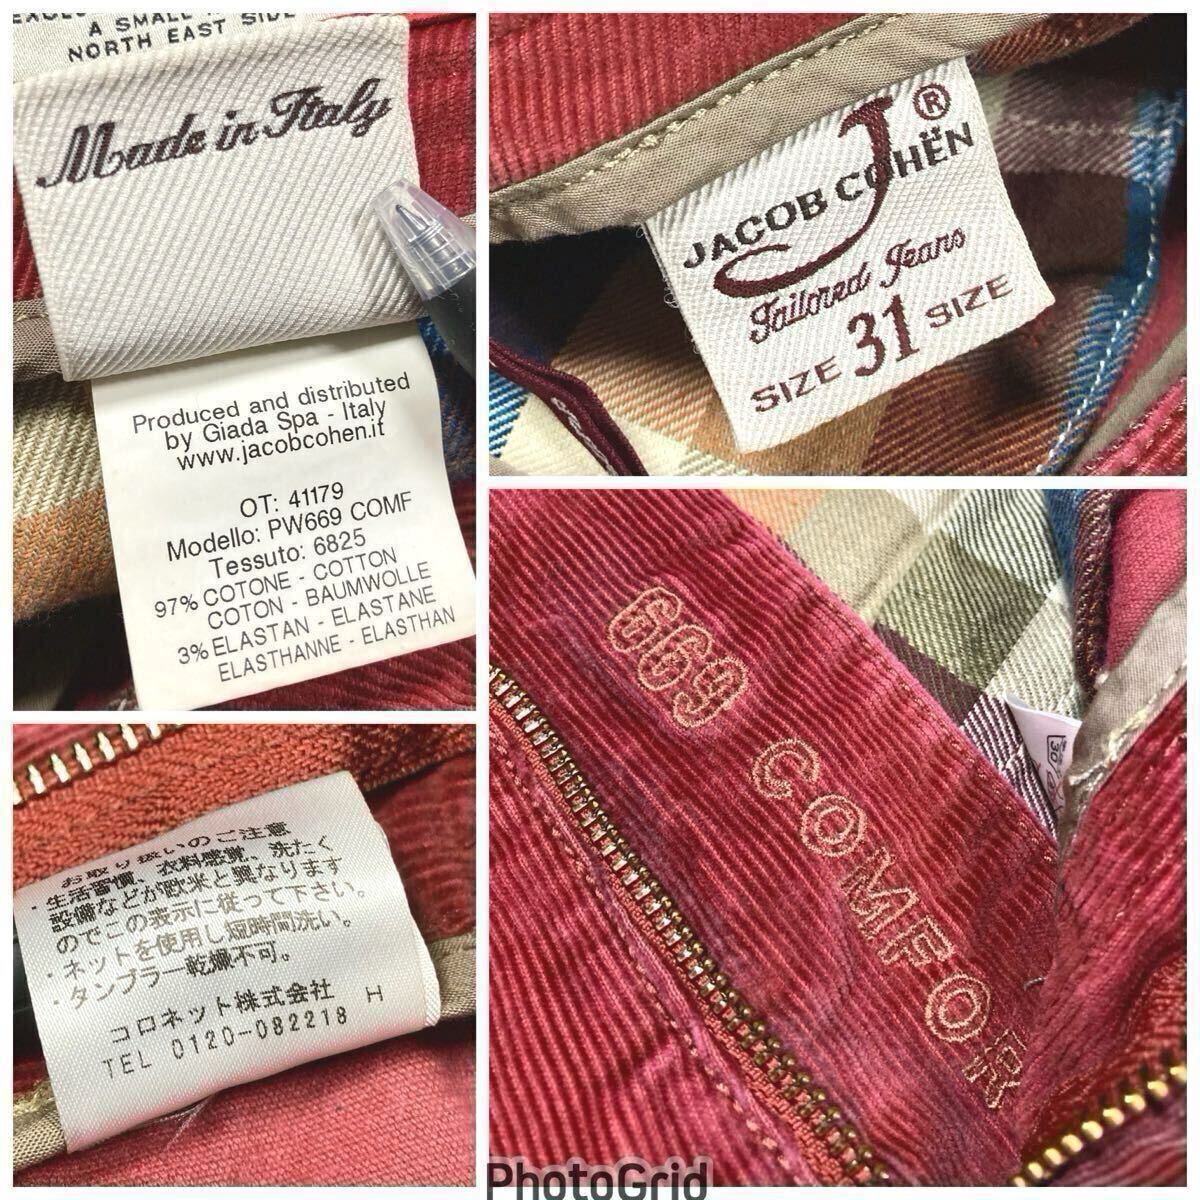 A SMALL
NORTH EAST SIDE
Made in Italy
Produced and distributed
by Giada Spa - Italy
www.jacobcohen.it
OT: 41179
Modello: PW669 COMF
Tessuto: 6825
97% COTONE - COTTON
COTON - BAUMWOLLE
3% ELASTAN - ELASTANE
ELASTHANNE - ELASTHAN
J®
JACOB COHËN
Tailored Jeans
SIZE 31 SIZE
669 COMFOR
30
お取り扱いのご注意
・生活習慣、衣料感覚、洗たく
設備などが欧米と異なります
のでこの表示に従って下さい。
・ネットを使用し短時間洗い。
・タンブラー乾燥不可。
コロネット株式会社 H
TEL 0120-082218
PhotoGrid